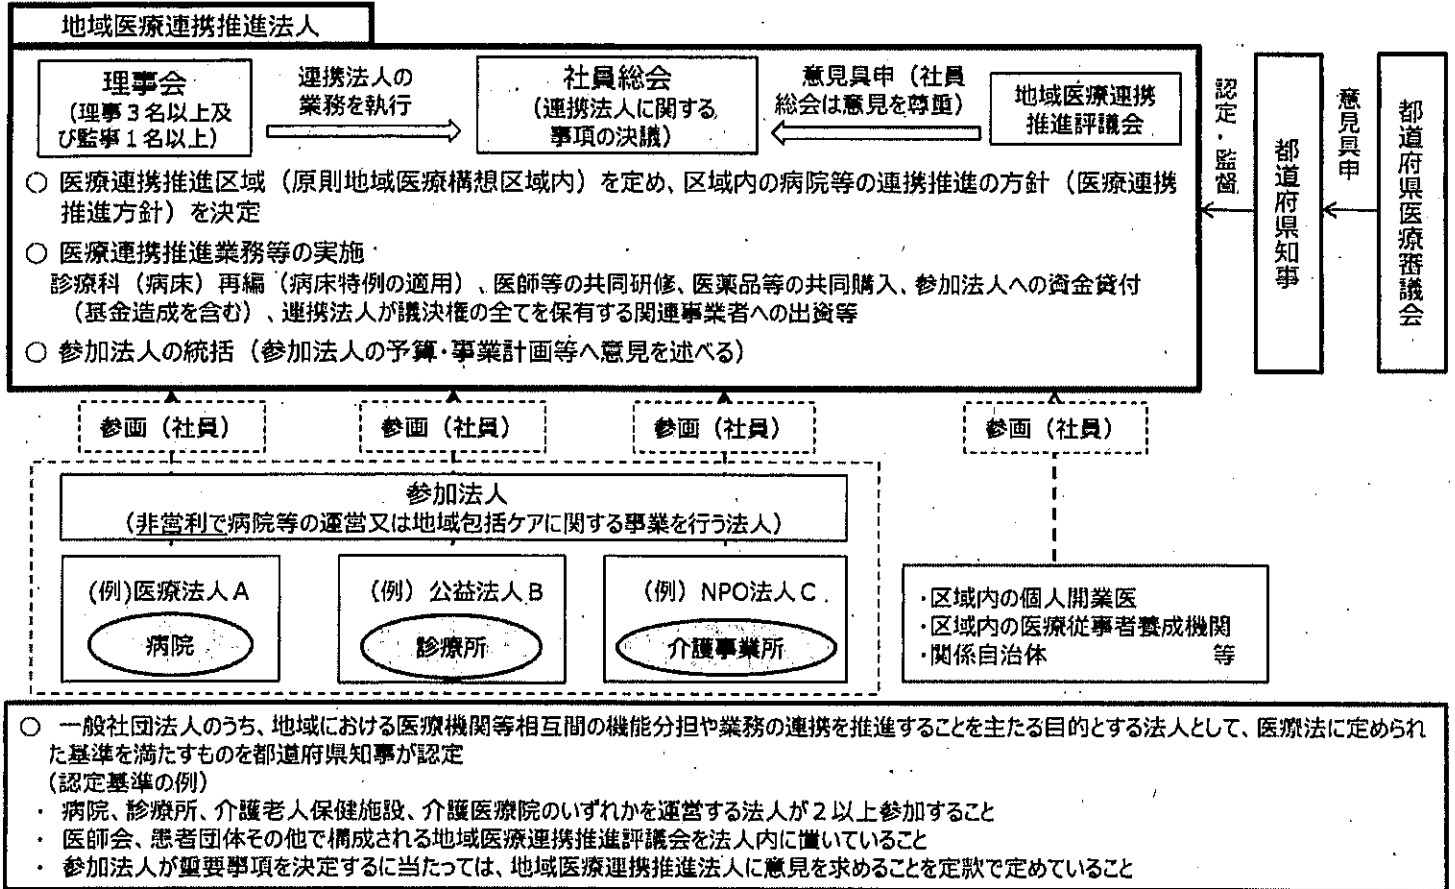 地域医療連携推進法人
理事会
（理事３名以上及
び監事１名以上）
連携法人の
業務を執行
社員総会
（連携法人に関する
事項の決議）
意見具申（社員
総会は意見を尊重）
地域医療連携
推進評議会
認定・監督
都道府県知事
意見具申
都道府県医療審議会
○ 医療連携推進区域（原則地域医療構想区域内）を定め、区域内の病院等の連携推進の方針（医療連携
推進方針）を決定
○ 医療連携推進業務等の実施
診療科（病床）再編（病床特例の適用）、医師等の共同研修、医薬品等の共同購入、参加法人への資金貸付
（基金造成を含む）、連携法人が議決権の全てを保有する関連事業者への出資等
○ 参加法人の統括（参加法人の予算・事業計画等へ意見を述べる）
参画（社員）
参画（社員）
参画（社員）
参画（社員）
参加法人
（非営利で病院等の運営又は地域包括ケアに関する事業を行う法人）
(例)医療法人Ａ
病院
（例）公益法人Ｂ
診療所
（例）NPO法人Ｃ
介護事業所
・区域内の個人開業医
・区域内の医療従事者養成機関
・関係自治体　　　　　　　等
○ 一般社団法人のうち、地域における医療機関等相互間の機能分担や業務の連携を推進することを主たる目的とする法人として、医療法に定められ
た基準を満たすものを都道府県知事が認定
(認定基準の例)
・ 病院、診療所、介護老人保健施設、介護医療院のいずれかを運営する法人が２以上参加すること
・ 医師会、患者団体その他で構成される地域医療連携推進評議会を法人内に置いていること
・ 参加法人が重要事項を決定するに当たっては、地域医療連携推進法人に意見を求めることを定款で定めていること